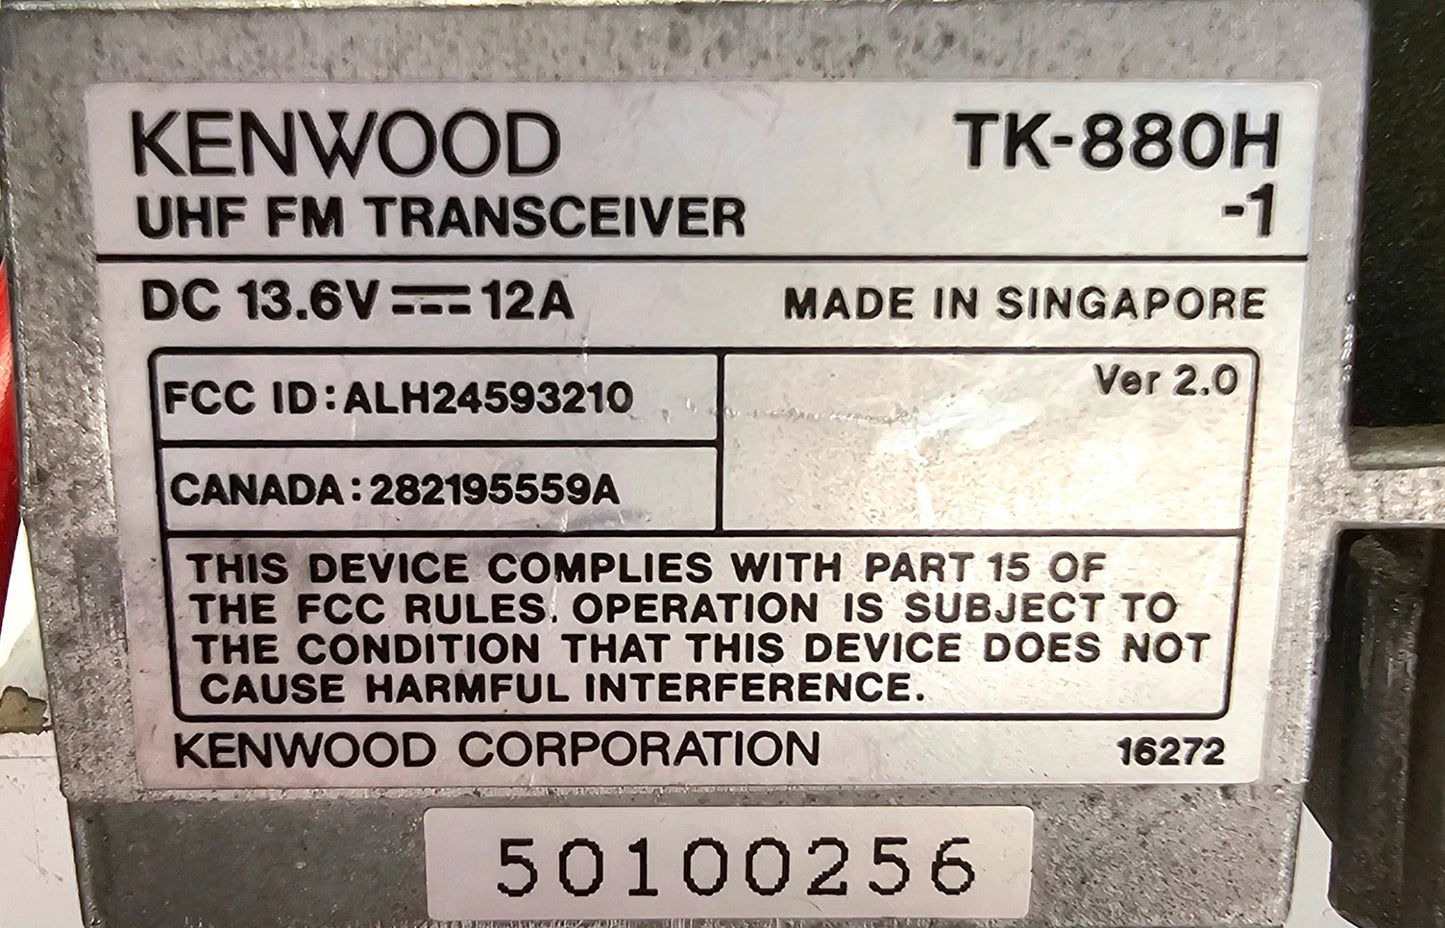 KENWOOD TK-880H
UHF FM TRANSCEIVER -1
DC 13.6V 12A MADE IN SINGAPORE
FCC ID:ALH24593210 Ver 2.0
CANADA:282195559A
THIS DEVICE COMPLIES WITH PART 15 OF
THE FCC RULES. OPERATION IS SUBJECT TO
THE CONDITION THAT THIS DEVICE DOES NOT
CAUSE HARMFUL INTERFERENCE.
KENWOOD CORPORATION 16272
50100256